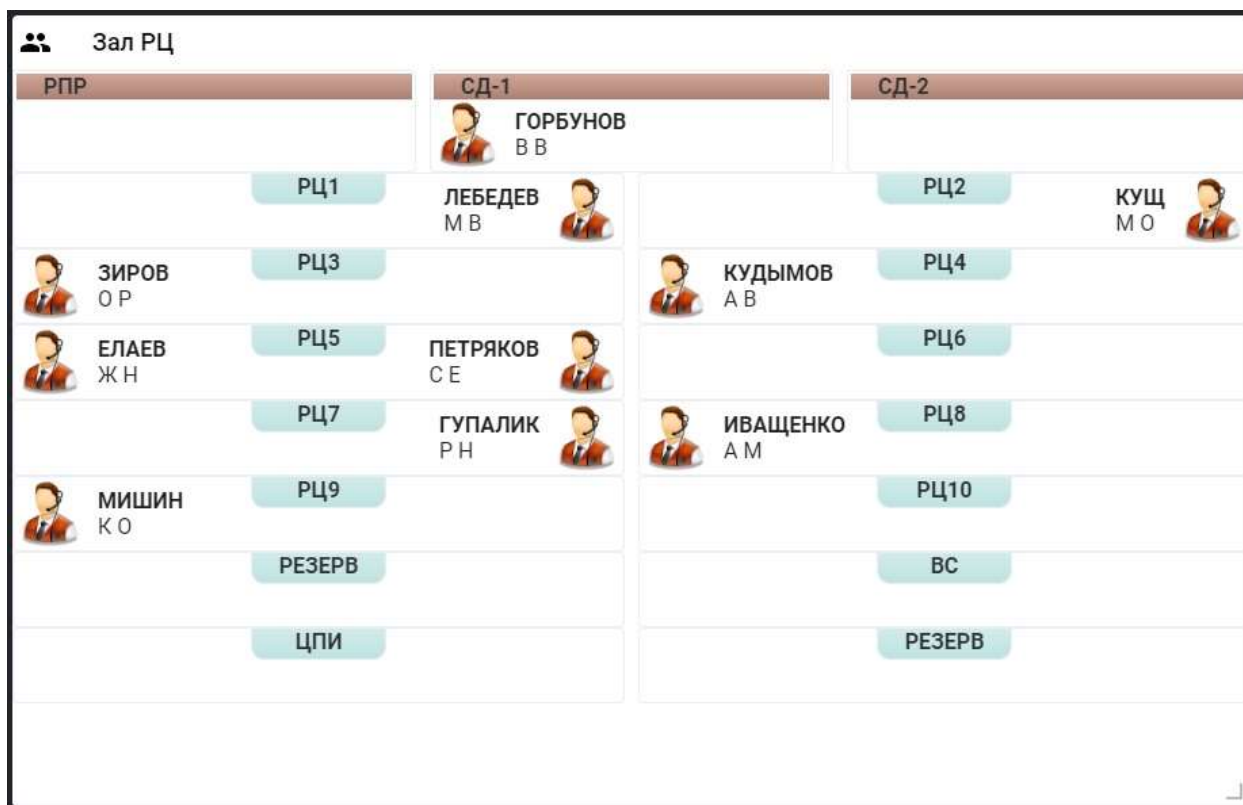 Зал РЦ
РПР
СД-1
СД-2
ГОРБУНОВ
В В
РЦ1
ЛЕБЕДЕВ
М В
РЦ2
КУЩ
М О
ЗИРОВ
О Р
РЦ3
КУДЫМОВ
А В
РЦ4
ЕЛАЕВ
Ж Н
РЦ5
ПЕТРЯКОВ
С Е
РЦ6
РЦ7
ГУПАЛИК
Р Н
ИВАЩЕНКО
А М
РЦ8
МИШИН
К О
РЦ9
РЦ10
РЕЗЕРВ
ВС
ЦПИ
РЕЗЕРВ